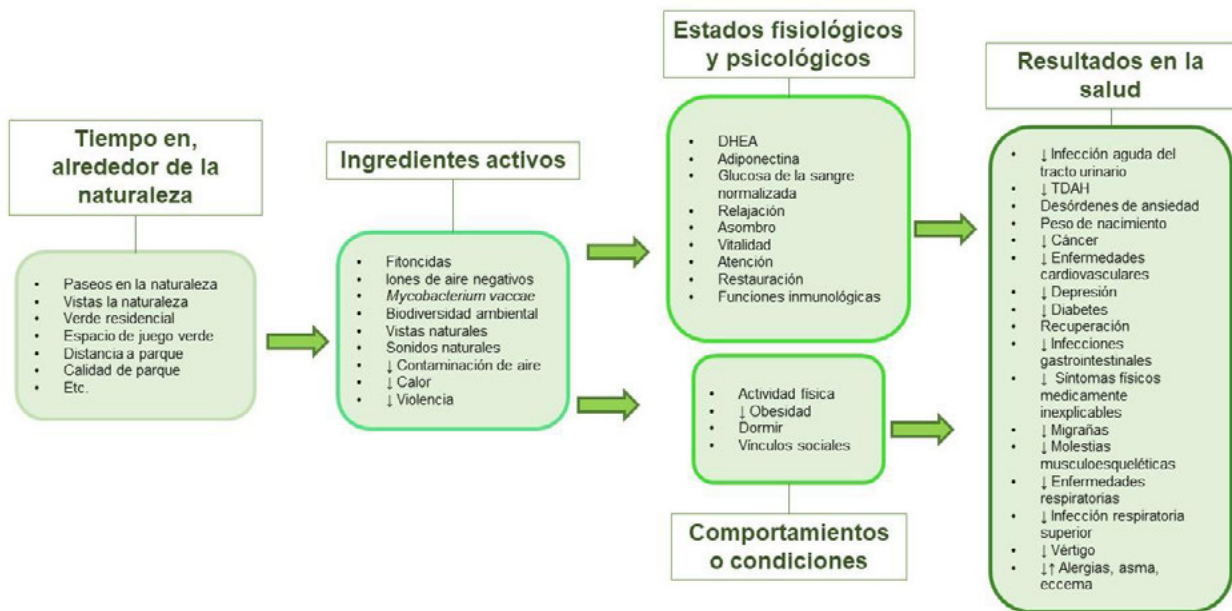 Tiempo en,
alrededor de la
naturaleza
• Paseos en la naturaleza
• Vistas la naturaleza
• Verde residencial
• Espacio de juego verde
• Distancia a parque
• Calidad de parque
• Etc.
Ingredientes activos
• Fitoncidas
• Iones de aire negativos
• Mycobacterium vaccae
• Biodiversidad ambiental
• Vistas naturales
• Sonidos naturales
• ↓ Contaminación de aire
• ↓ Calor
• ↓ Violencia
Estados fisiológicos
y psicológicos
• DHEA
• Adiponectina
• Glucosa de la sangre
normalizada
• Relajación
• Asombro
• Vitalidad
• Atención
• Restauración
• Funciones inmunológicas
• Actividad física
• ↓ Obesidad
• Dormir
• Vínculos sociales
Comportamientos
o condiciones
Resultados en la
salud
• ↓ Infección aguda del
tracto urinario
• ↓ TDAH
• Desórdenes de ansiedad
• Peso de nacimiento
• ↓ Cáncer
• ↓ Enfermedades
cardiovasculares
• ↓ Depresión
• ↓ Diabetes
• Recuperación
• ↓ Infecciones
gastrointestinales
• ↓ Síntomas físicos
medicamente
inexplicables
• ↓ Migrañas
• ↓ Molestias
musculoesqueléticas
• ↓ Enfermedades
respiratorias
• ↓ Infección respiratoria
superior
• ↓ Vértigo
• ↓↑ Alergias, asma,
eccema